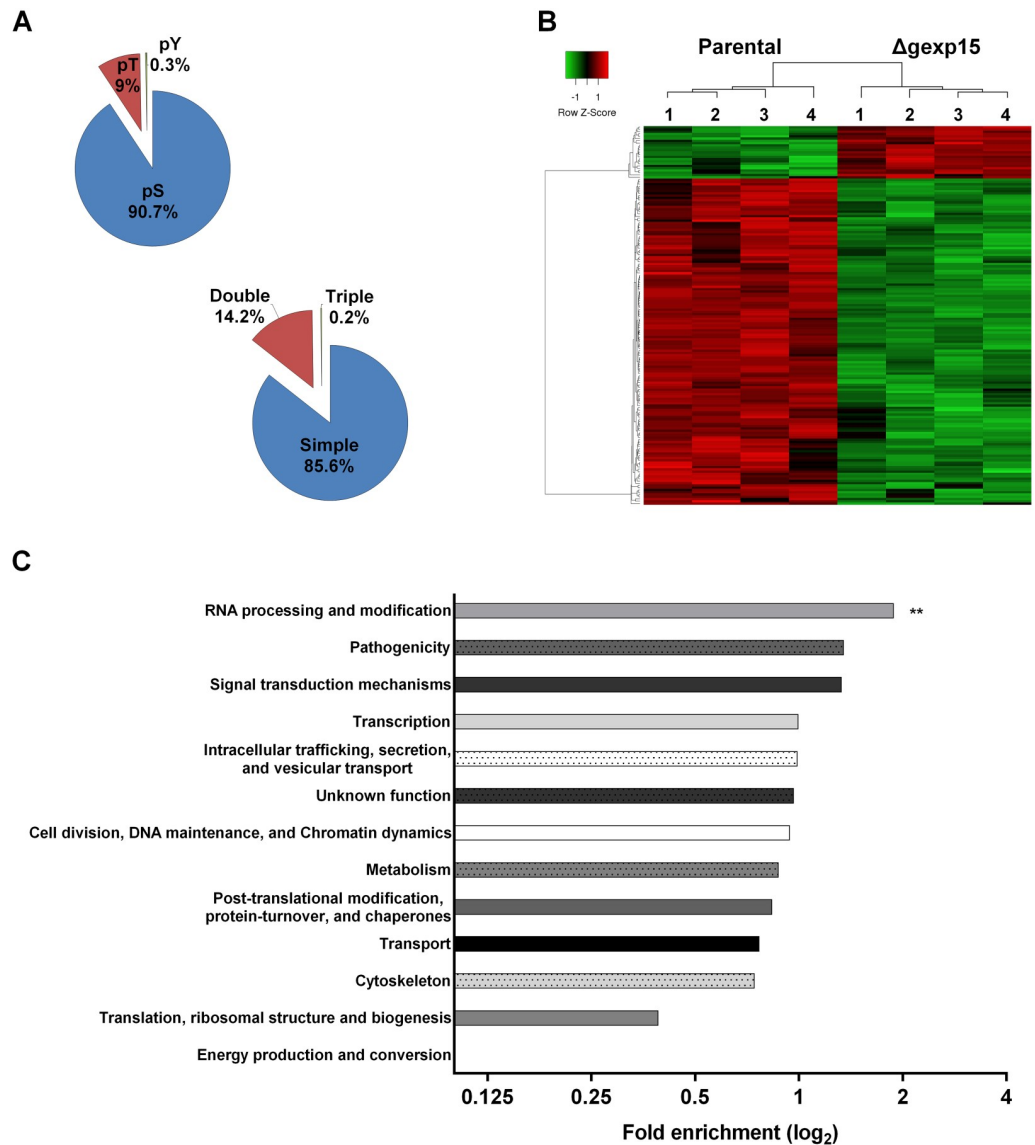 A
pY
0.3%
pT
9%
pS
90.7%
Double
14.2%
Triple
0.2%
Simple
85.6%
B
Parental
Δgexp15
-1
1
Row Z-Score
1
2
3
4
1
2
3
4
C
RNA processing and modification
**
Pathogenicity
Signal transduction mechanisms
Transcription
Intracellular trafficking, secretion,
and vesicular transport
Unknown function
Cell division, DNA maintenance, and Chromatin dynamics
Metabolism
Post-translational modification,
protein-turnover, and chaperones
Transport
Cytoskeleton
Translation, ribosomal structure and biogenesis
Energy production and conversion
0.125
0.25
0.5
1
2
4
Fold enrichment (log2)